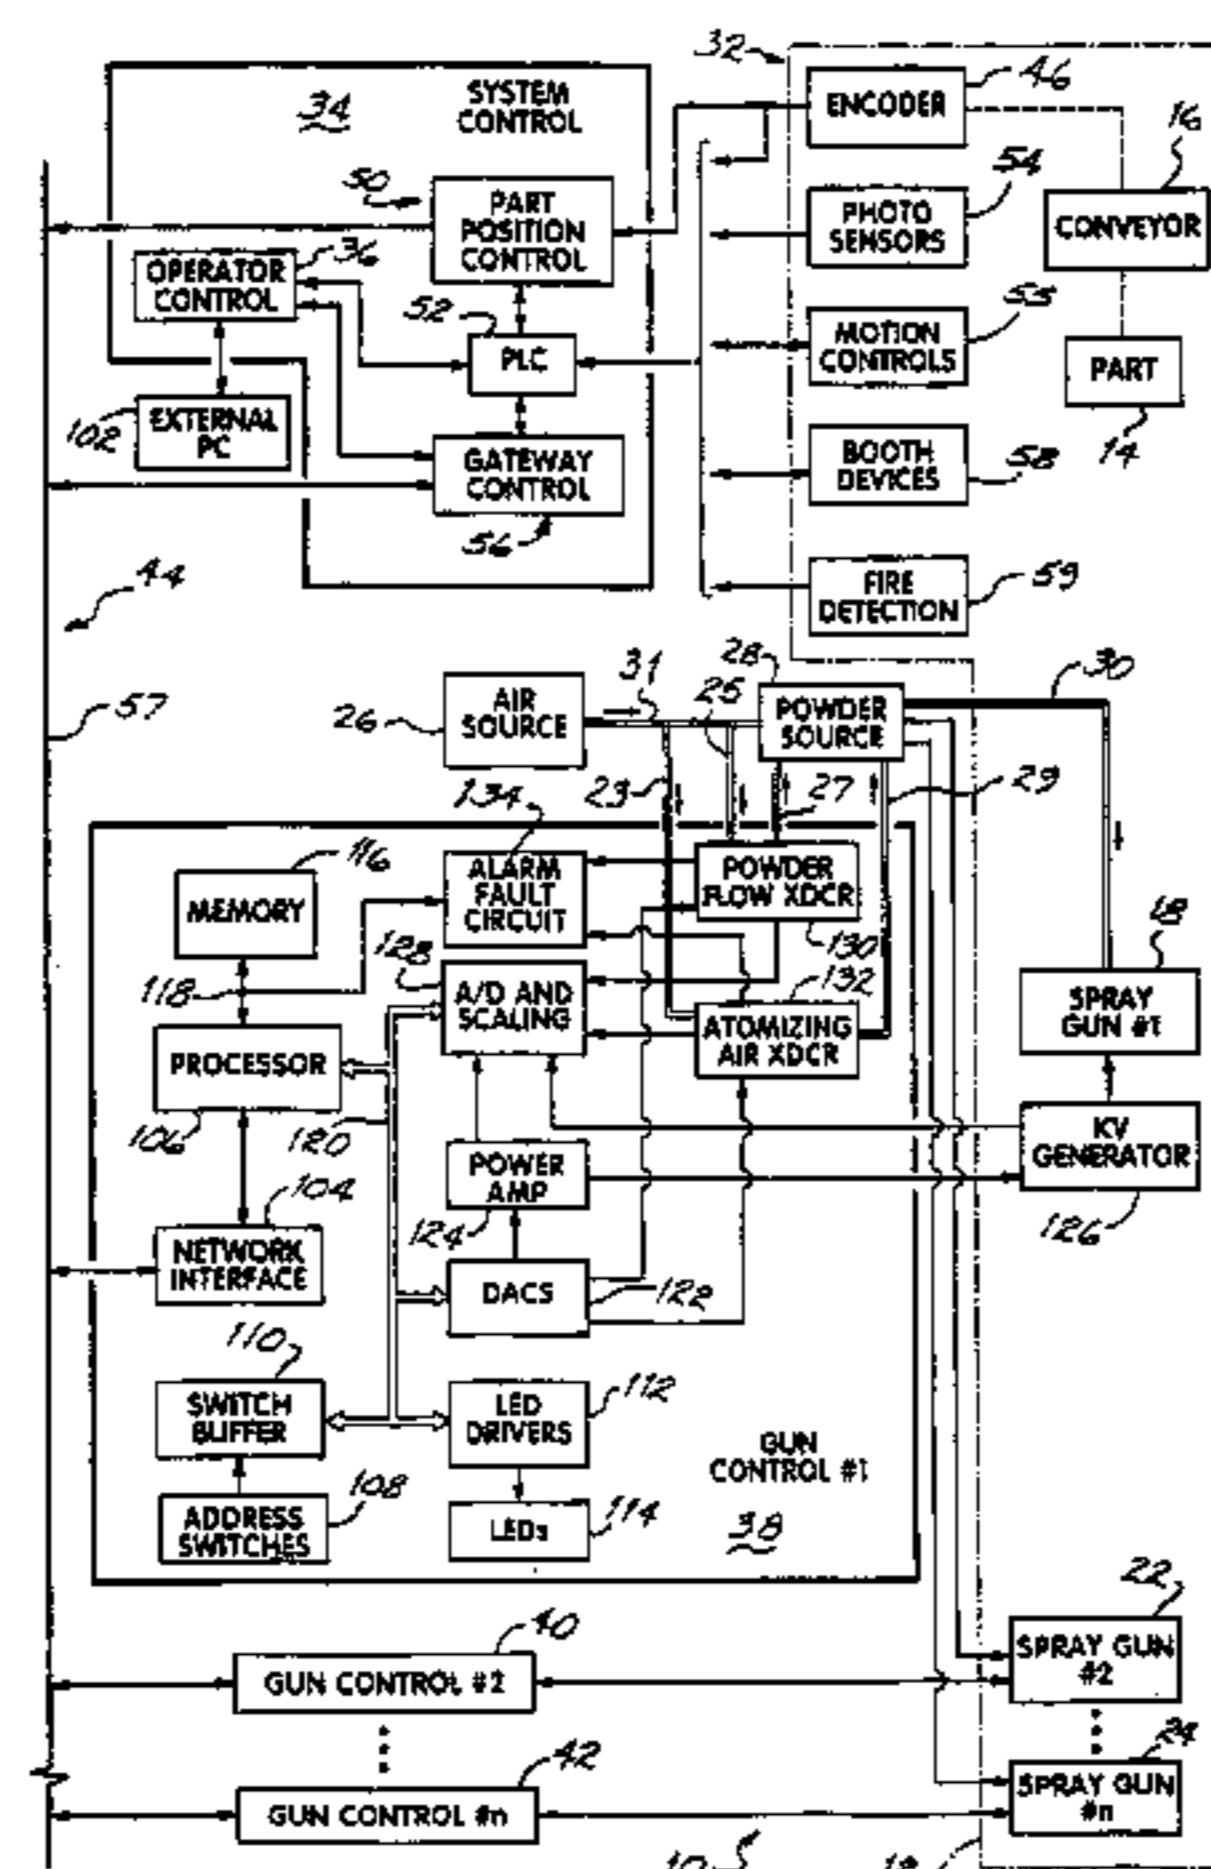 32
46
ENCODER
16
34
SYSTEM
CONTROL
54
PHOTO
SENSORS
CONVEYOR
50
PART
POSITION
CONTROL
36
OPERATOR
CONTROL
52
PLC
55
MOTION
CONTROLS
PART
14
102
EXTERNAL
PC
GATEWAY
CONTROL
56
BOOTH
DEVICES
58
44
FIRE
DETECTION
59
57
26
AIR
SOURCE
31
25
28
POWDER
SOURCE
30
23
27
29
134
116
MEMORY
ALARM
FAULT
CIRCUIT
POWDER
FLOW XDCR
130
18
118
128
A/D AND
SCALING
132
ATOMIZING
AIR XDCR
SPRAY
GUN #1
PROCESSOR
106
120
POWER
AMP
124
KV
GENERATOR
126
104
NETWORK
INTERFACE
DACS
122
110
SWITCH
BUFFER
LED
DRIVERS
112
GUN
CONTROL #1
38
108
ADDRESS
SWITCHES
LEDs
114
22
40
GUN CONTROL #2
SPRAY GUN
#2
42
24
GUN CONTROL #n
SPRAY GUN
#n
10